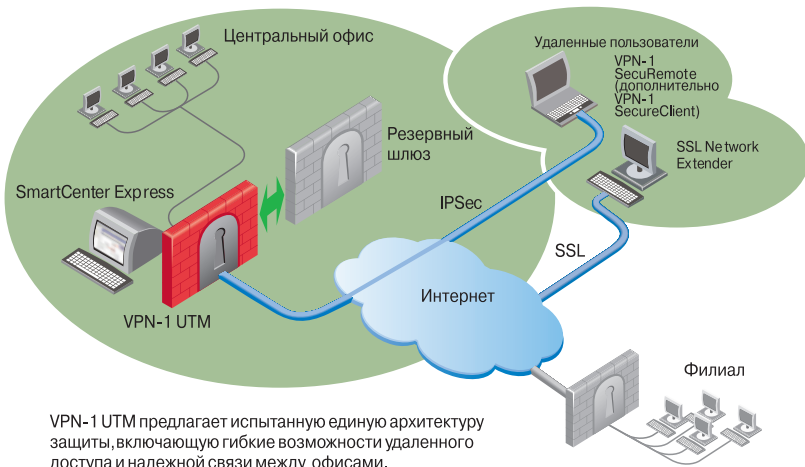 Центральный офис
Удаленные пользователи
VPN-1
SecuRemote
(дополнительно
VPN-1
SecureClient)
Резервный
шлюз
SSL Network
Extender
SmartCenter Express
IPSec
SSL
Интернет
VPN-1 UTM
Филиал
VPN-1 UTM предлагает испытанную единую архитектуру
защиты, включающую гибкие возможности удаленного
доступа и надежной связи между офисами.